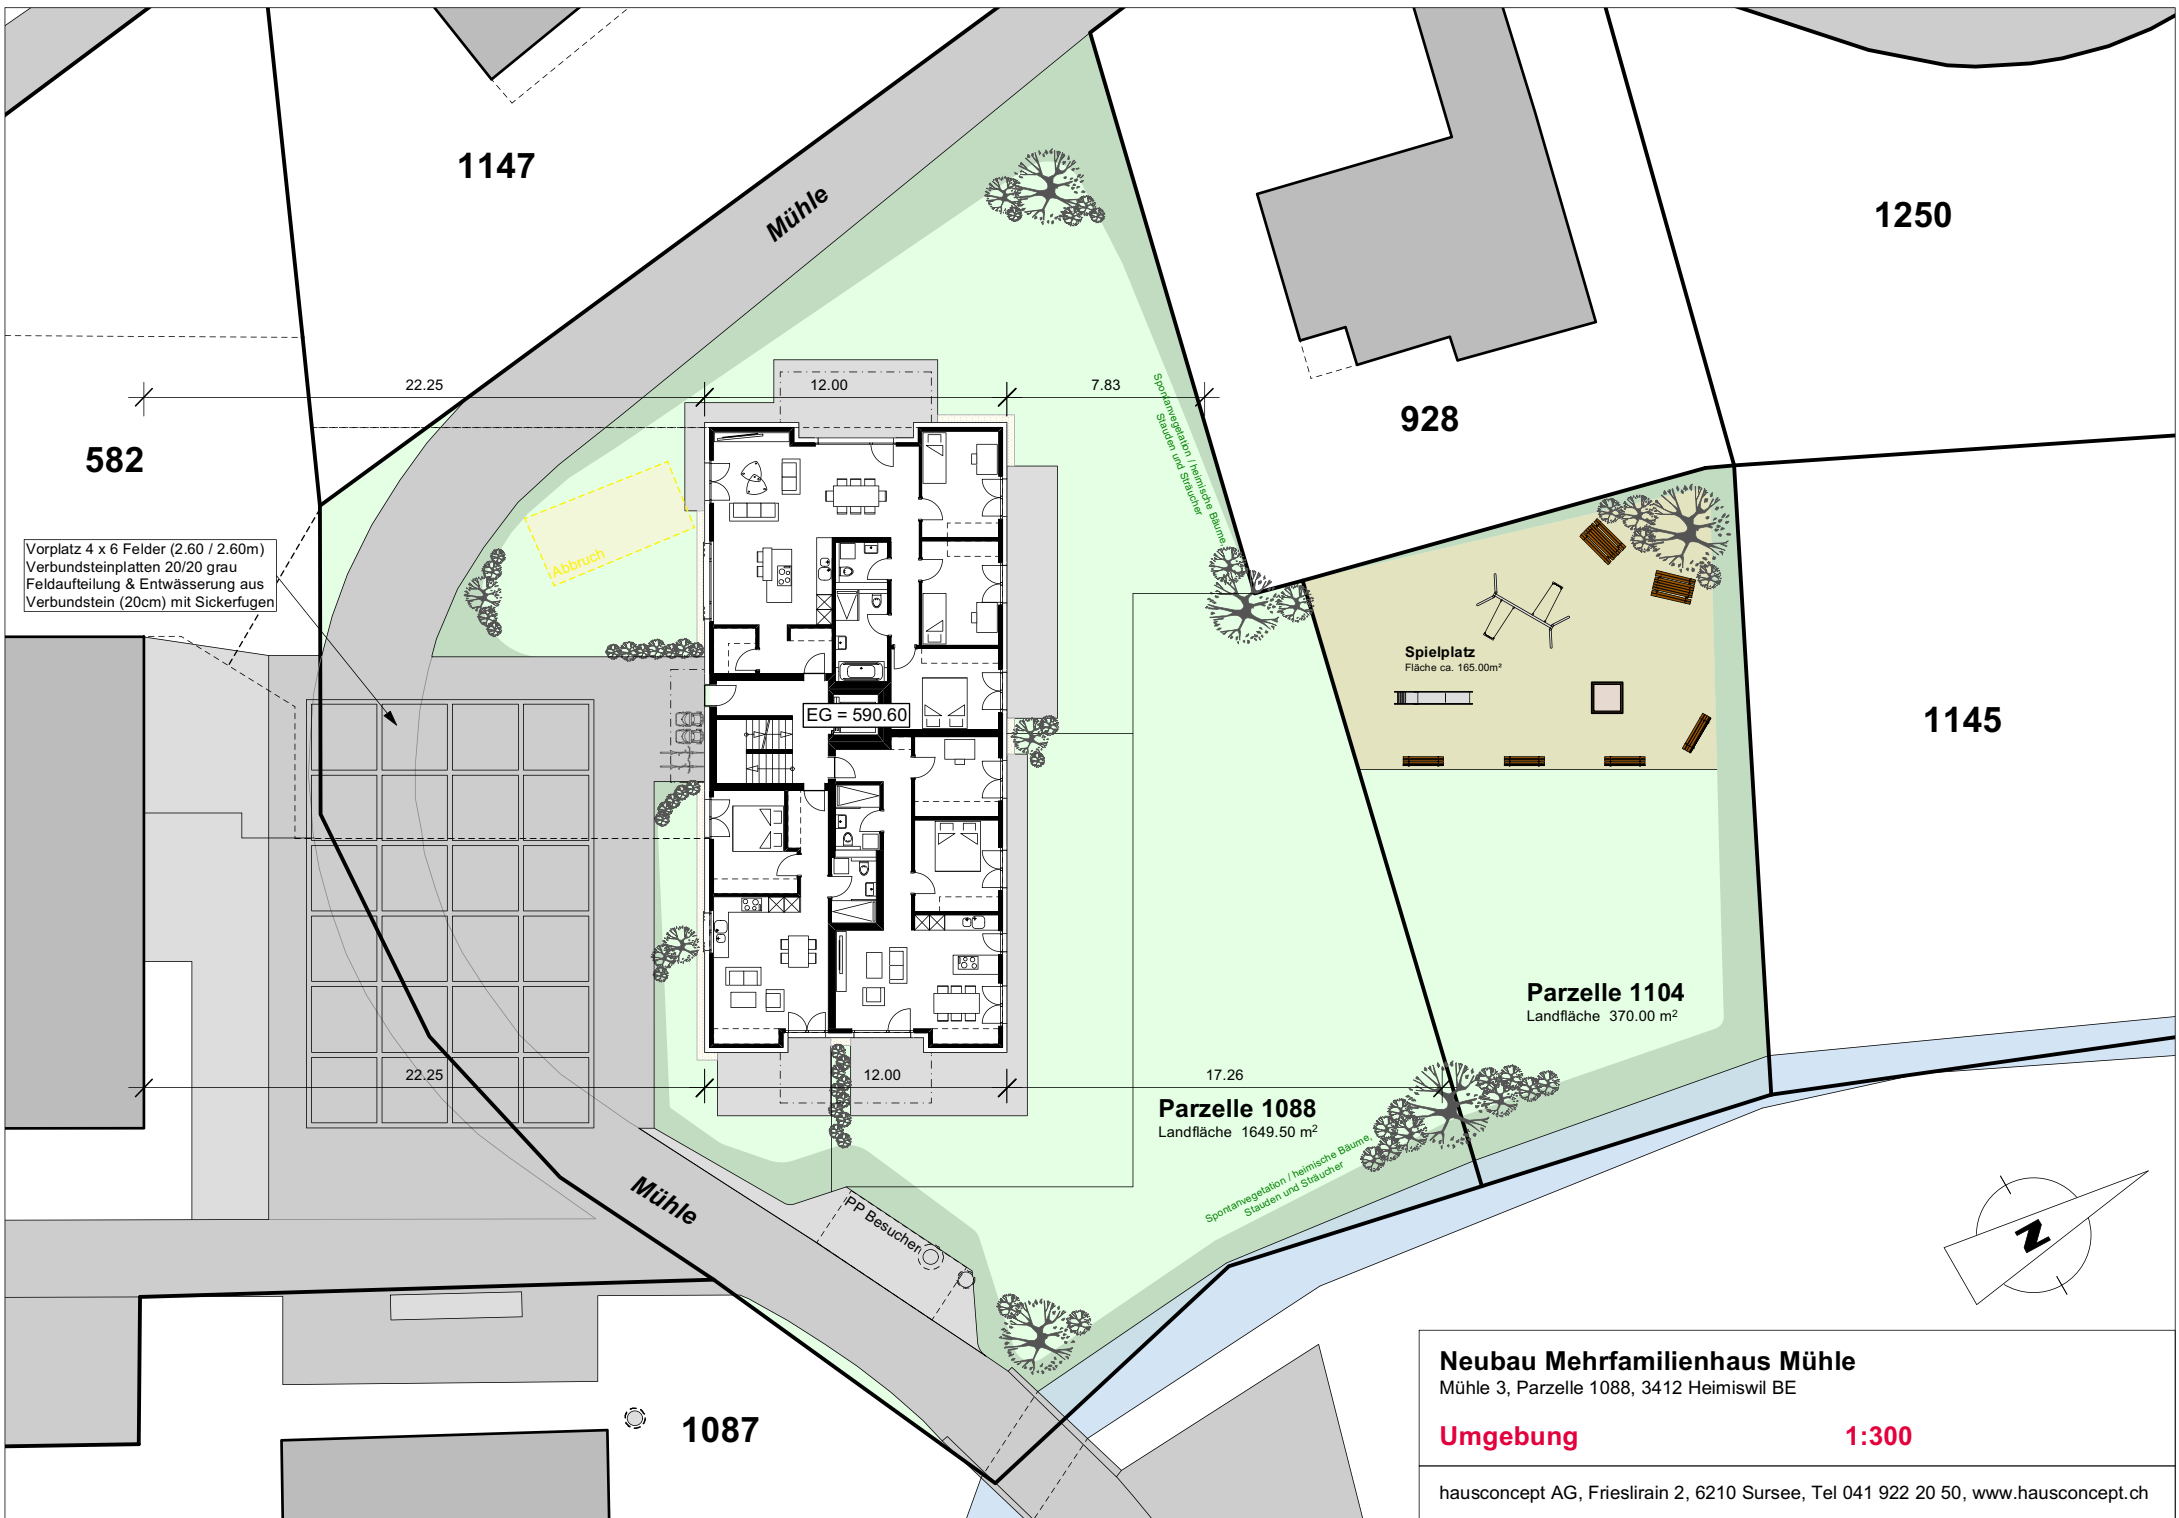 1147
Mühle
1250
22.25
12.00
7.83
928
582
Spontanvegetation / heimische Bäume,
Stauden und Sträucher
Vorplatz 4 x 6 Felder (2.60 / 2.60m)
Verbundsteinplatten 20/20 grau
Feldaufteilung & Entwässerung aus
Verbundstein (20cm) mit Sickerfugen
Abbruch
Spielplatz
Fläche ca. 165.00m²
EG = 590.60
1145
Parzelle 1104
Landfläche 370.00 m²
22.25
12.00
17.26
Parzelle 1088
Landfläche 1649.50 m²
Spontanvegetation / heimische Bäume,
Stauden und Sträucher
Mühle
PP Besucher
N
1087
Neubau Mehrfamilienhaus Mühle
Mühle 3, Parzelle 1088, 3412 Heimiswil BE
Umgebung 1:300
hausconcept AG, Frieslirain 2, 6210 Sursee, Tel 041 922 20 50, www.hausconcept.ch